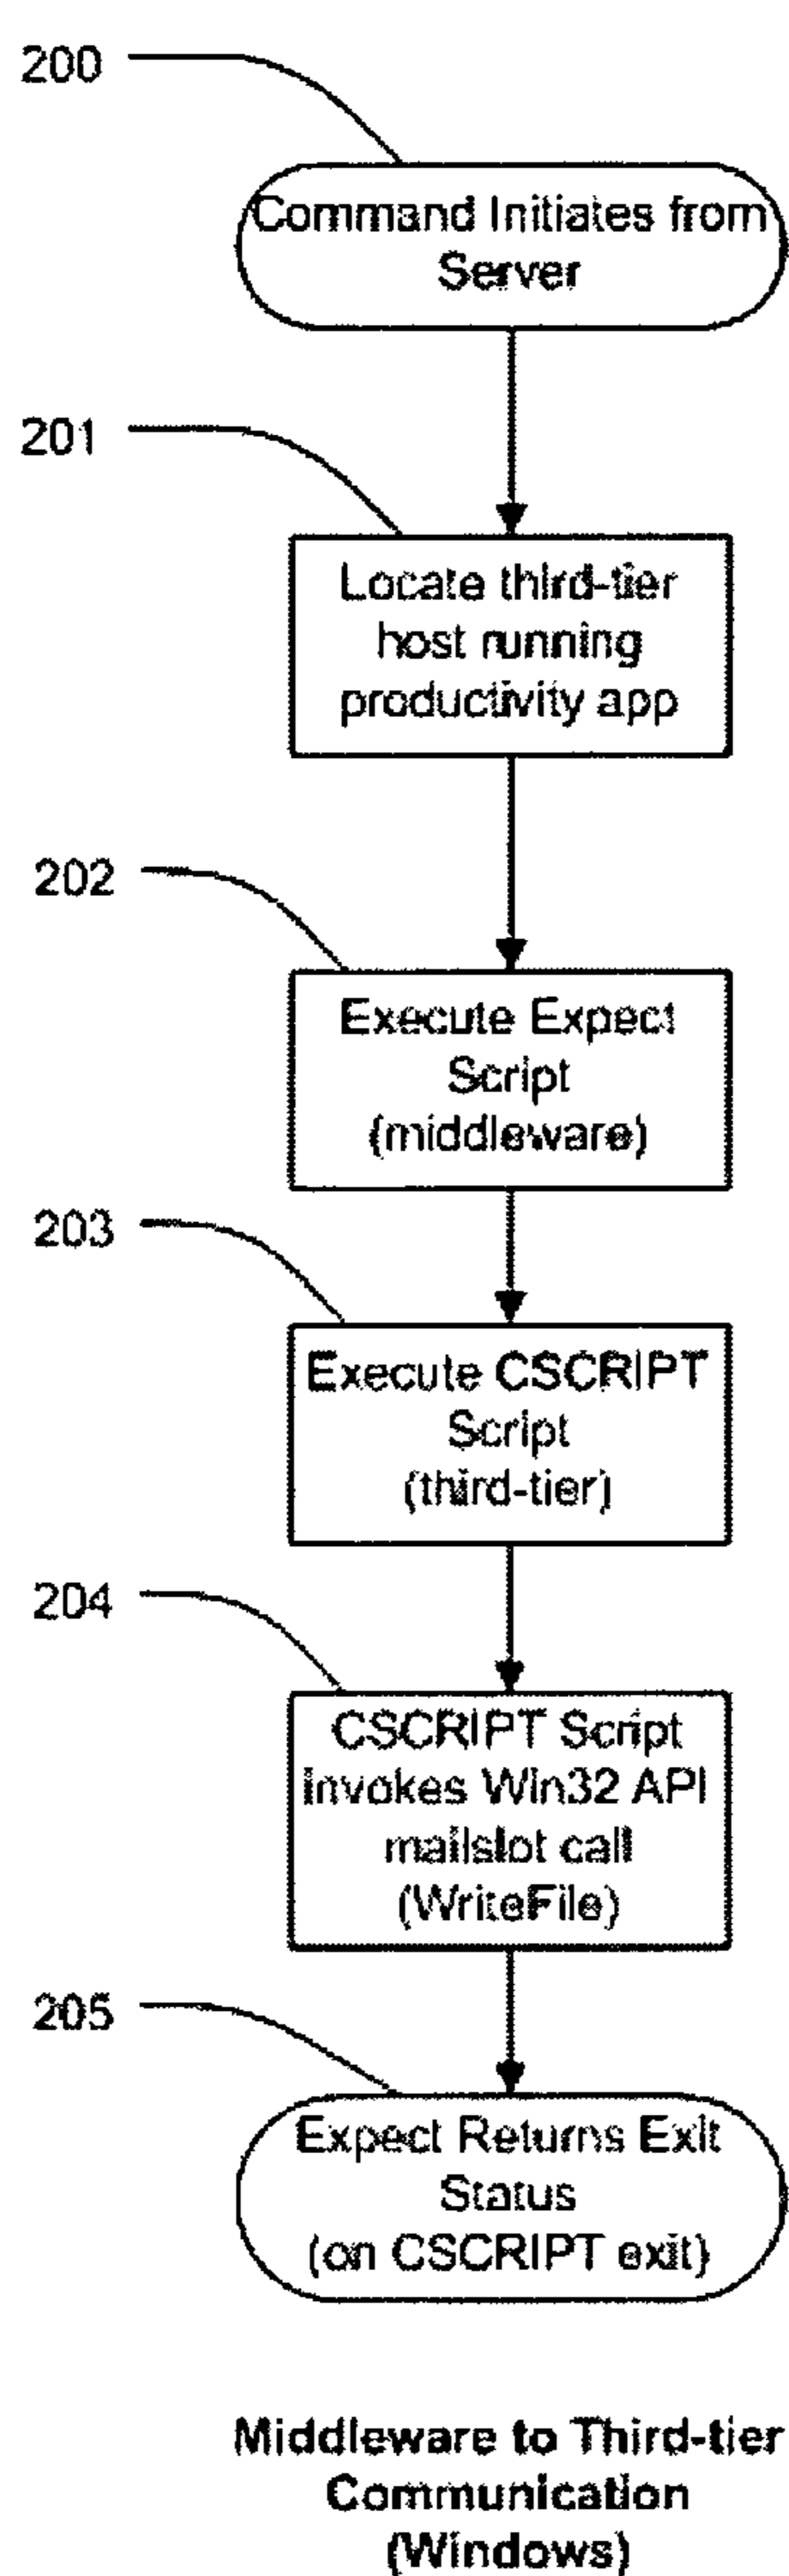 200
Command Initiates from
Server
201
Locate third-tier
host running
productivity app
202
Execute Expect
Script
(middleware)
203
Execute CSCRIPT
Script
(third-tier)
204
CSCRIPT Script
invokes Win32 API
mailslot call
(WriteFile)
205
Expect Returns Exit
Status
(on CSCRIPT exit)
Middleware to Third-tier
Communication
(Windows)